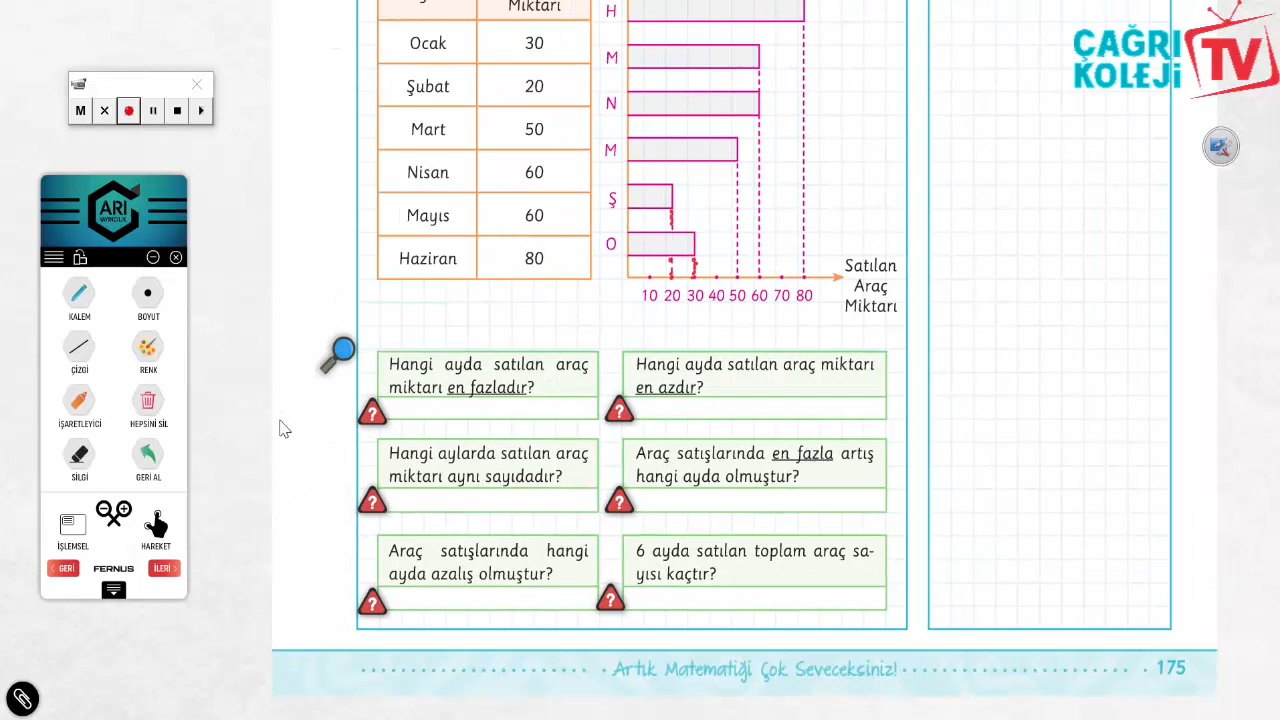 Miktarı
Ocak 30
Şubat 20
Mart 50
Nisan 60
Mayıs 60
Haziran 80
H
M
N
M
Ş
O
10 20 30 40 50 60 70 80
Satılan
Araç
Miktarı
Hangi ayda satılan araç
miktarı en fazladır?
Hangi ayda satılan araç miktarı
en azdır?
Hangi aylarda satılan araç
miktarı aynı sayıdadır?
Araç satışlarında en fazla artış
hangi ayda olmuştur?
Araç satışlarında hangi
ayda azalış olmuştur?
6 ayda satılan toplam araç sa-
yısı kaçtır?
Artık Matematiği Çok Seveceksiniz!
175
ÇAĞRI
KOLEJİ
TV
M
ARI
YAYINCILIK
KALEM BOYUT
ÇİZGİ RENK
İŞARETLEYİCİ HEPSİNİ SİL
SİLGİ GERİ AL
İŞLEMSEL HAREKET
GERİ FERNUS İLERİ